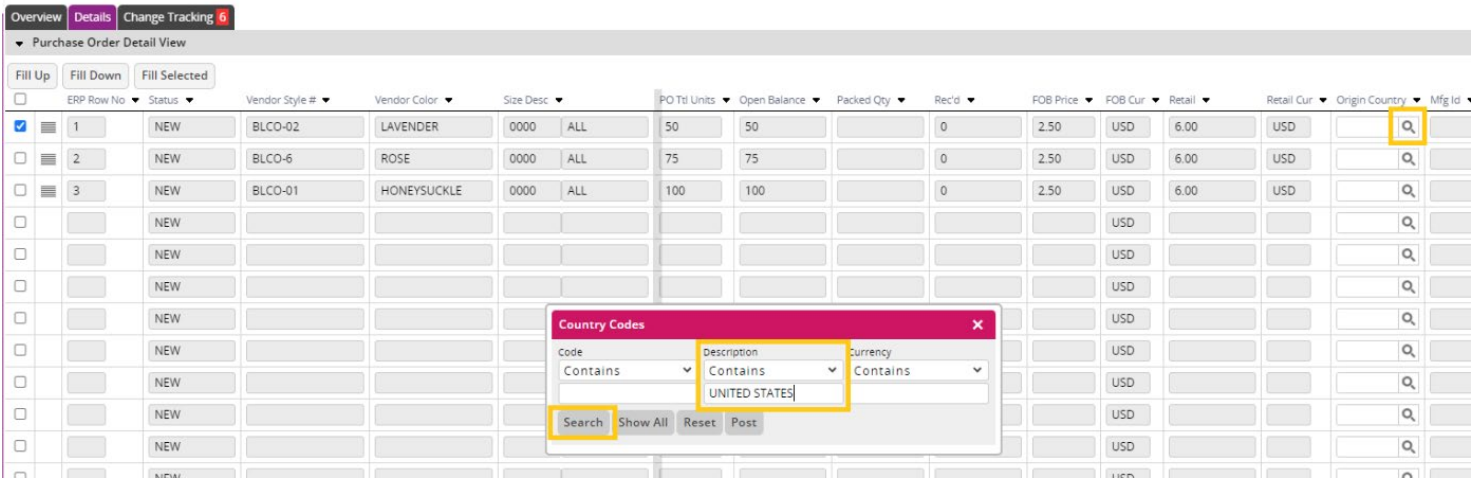 Overview Details Change Tracking 6
Purchase Order Detail View
Fill Up Fill Down Fill Selected
ERP Row No Status Vendor Style # Vendor Color Size Desc PO Ttl Units Open Balance Packed Qty Rec'd FOB Price FOB Cur Retail Retail Cur Origin Country Mfg Id
1 NEW BLCO-02 LAVENDER 0000 ALL 50 50 0 2.50 USD 6.00 USD
2 NEW BLCO-6 ROSE 0000 ALL 75 75 0 2.50 USD 6.00 USD
3 NEW BLCO-01 HONEYSUCKLE 0000 ALL 100 100 0 2.50 USD 6.00 USD
NEW USD
NEW USD
NEW USD
NEW Country Codes USD
NEW Code Description Currency USD
Contains Contains Contains
NEW UNITED STATES USD
NEW Search Show All Reset Post USD
NEW USD
NEW USD